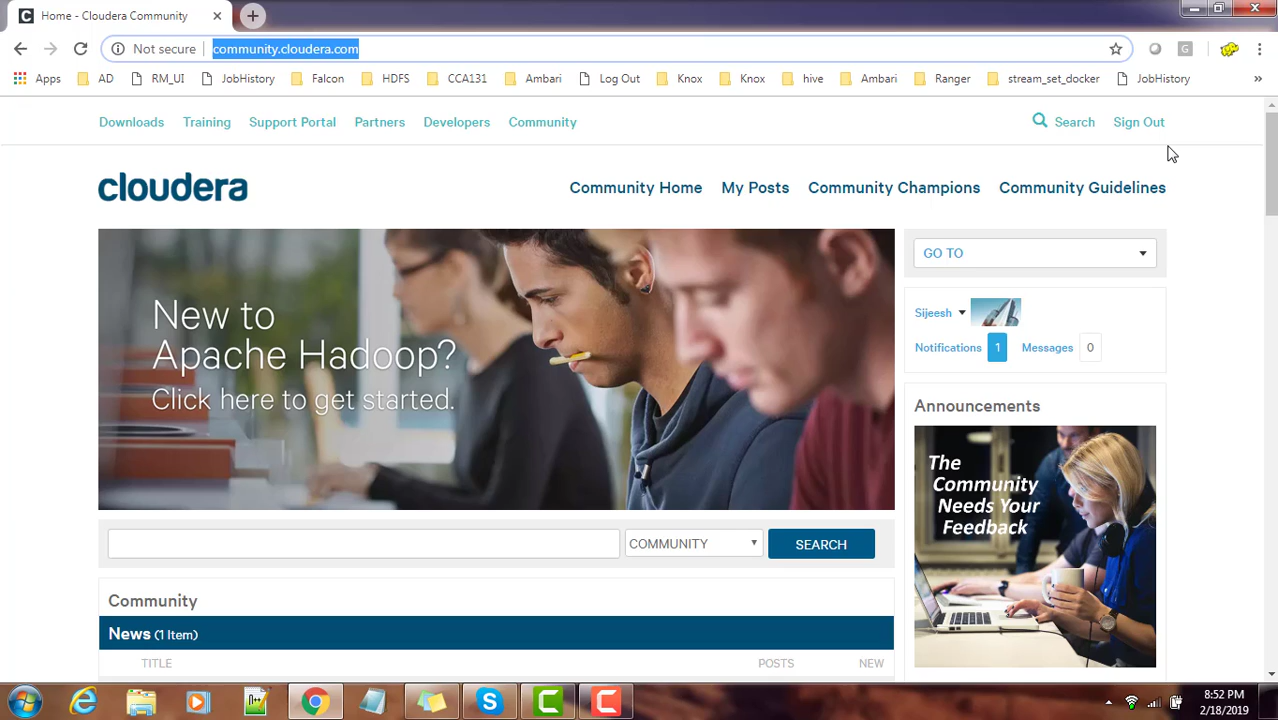 Home - Cloudera Community
Not secure community.cloudera.com
Apps AD RM_UI JobHistory Falcon HDFS CCA131 Ambari Log Out Knox Knox hive Ambari Ranger stream_set_docker JobHistory »
Downloads Training Support Portal Partners Developers Community Search Sign Out
cloudera Community Home My Posts Community Champions Community Guidelines
GO TO
New to
Apache Hadoop?
Click here to get started.
Sijeesh
Notifications 1 Messages 0
Announcements
The
Community
Needs Your
Feedback
COMMUNITY SEARCH
Community
News (1 Item)
TITLE POSTS NEW
8:52 PM
2/18/2019